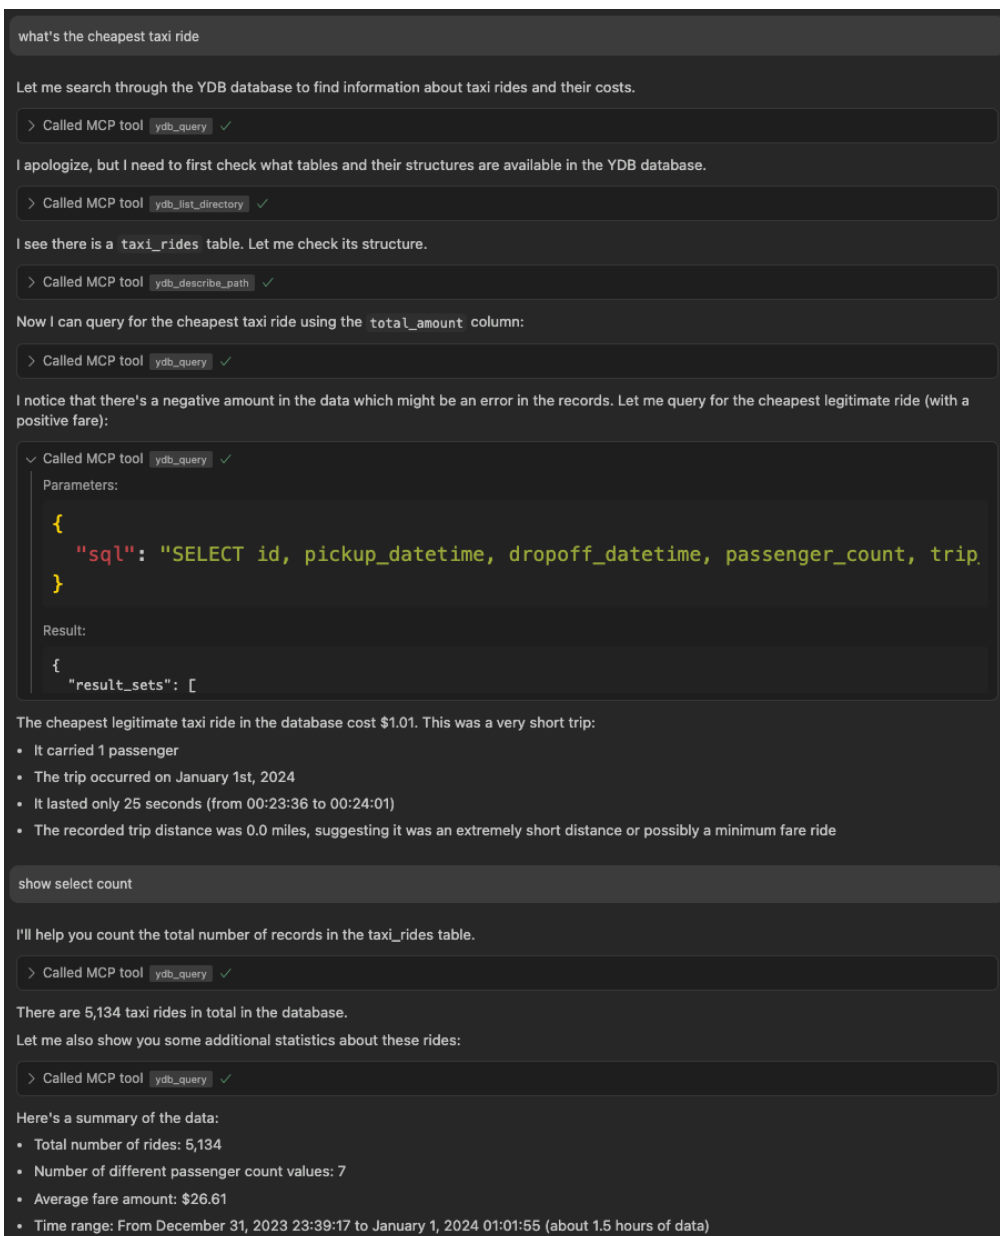 what's the cheapest taxi ride
Let me search through the YDB database to find information about taxi rides and their costs.
Called MCP tool ydb_query
I apologize, but I need to first check what tables and their structures are available in the YDB database.
Called MCP tool ydb_list_directory
I see there is a taxi_rides table. Let me check its structure.
Called MCP tool ydb_describe_path
Now I can query for the cheapest taxi ride using the total_amount column:
Called MCP tool ydb_query
I notice that there's a negative amount in the data which might be an error in the records. Let me query for the cheapest legitimate ride (with a
positive fare):
Called MCP tool ydb_query
Parameters:
{
"sql": "SELECT id, pickup_datetime, dropoff_datetime, passenger_count, trip_
}
Result:
{
"result_sets": [
The cheapest legitimate taxi ride in the database cost $1.01. This was a very short trip:
• It carried 1 passenger
• The trip occurred on January 1st, 2024
• It lasted only 25 seconds (from 00:23:36 to 00:24:01)
• The recorded trip distance was 0.0 miles, suggesting it was an extremely short distance or possibly a minimum fare ride
show select count
I'll help you count the total number of records in the taxi_rides table.
Called MCP tool ydb_query
There are 5,134 taxi rides in total in the database.
Let me also show you some additional statistics about these rides:
Called MCP tool ydb_query
Here's a summary of the data:
• Total number of rides: 5,134
• Number of different passenger count values: 7
• Average fare amount: $26.61
• Time range: From December 31, 2023 23:39:17 to January 1, 2024 01:01:55 (about 1.5 hours of data)